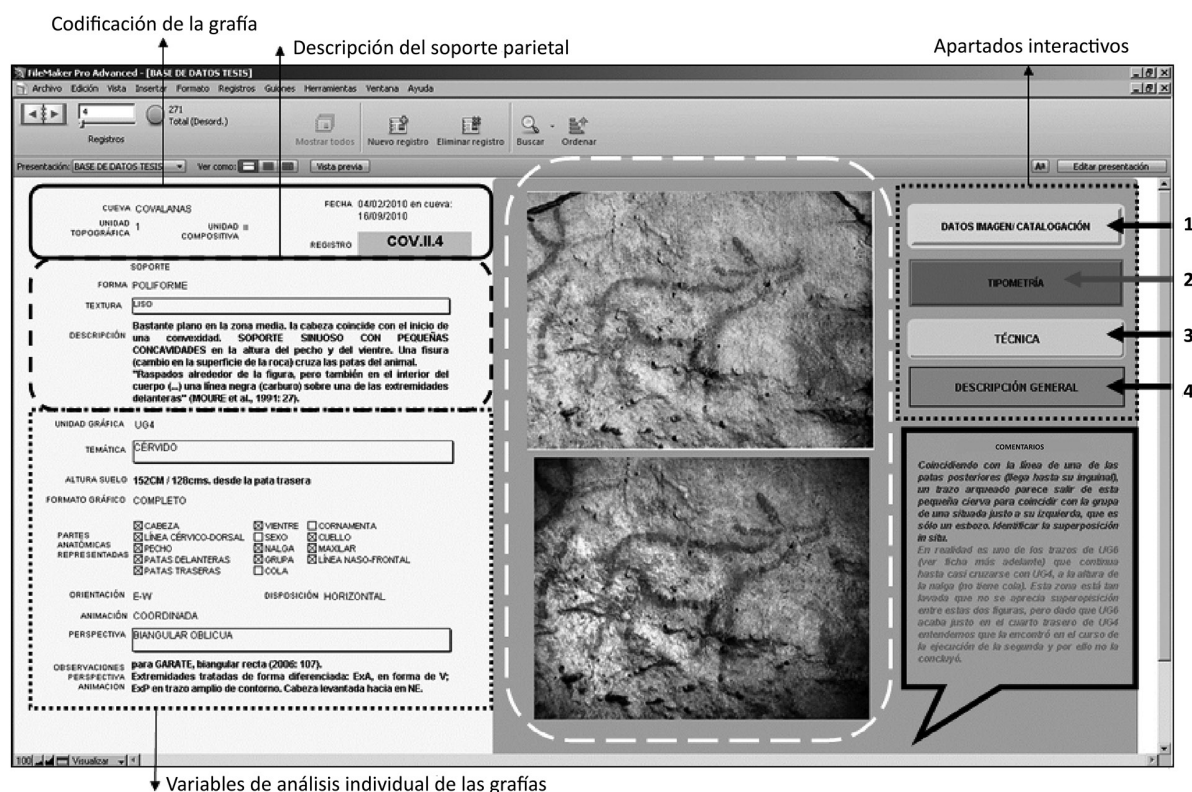 Codificación de la grafía
Descripción del soporte parietal
Apartados interactivos
FileMaker Pro Advanced - [BASE DE DATOS TESIS]
Archivo Edición Vista Insertar Formato Registros Guiones Herramientas Ventana Ayuda
4
271
Total (Desord.)
Registros
Mostrar todos
Nuevo registro
Eliminar registro
Buscar
Ordenar
Presentación: BASE DE DATOS TESIS
Ver como:
Vista previa
Aa
Editar presentación
CUEVA COVALANAS
FECHA 04/02/2010 en cueva:
16/09/2010
UNIDAD TOPOGRÁFICA 1
UNIDAD COMPOSITIVA II
REGISTRO COV.II.4
SOPORTE
FORMA POLIFORME
TEXTURA LISO
DESCRIPCIÓN
Bastante plano en la zona media. la cabeza coincide con el inicio de
una convexidad. SOPORTE SINUOSO CON PEQUEÑAS
CONCAVIDADES en la altura del pecho y del vientre. Una fisura
(cambio en la superficie de la roca) cruza las patas del animal.
"Raspados alrededor de la figura, pero también en el interior del
cuerpo (...) una línea negra (carburo) sobre una de las extremidades
delanteras" (MOURE et al., 1991: 27).
UNIDAD GRÁFICA UG4
TEMÁTICA CÉRVIDO
ALTURA SUELO 152CM / 128cms. desde la pata trasera
FORMATO GRÁFICO COMPLETO
PARTES
ANATÓMICAS
REPRESENTADAS
CABEZA VIENTRE CORNAMENTA
LÍNEA CÉRVICO-DORSAL SEXO CUELLO
PECHO NALGA MAXILAR
PATAS DELANTERAS GRUPA LÍNEA NASO-FRONTAL
PATAS TRASERAS COLA
ORIENTACIÓN E-W DISPOSICIÓN HORIZONTAL
ANIMACIÓN COORDINADA
PERSPECTIVA BIANGULAR OBLICUA
OBSERVACIONES
PERSPECTIVA
ANIMACIÓN
para GARATE, biangular recta (2006: 107).
Extremidades tratadas de forma diferenciada: ExA, en forma de V;
ExP en trazo amplio de contorno. Cabeza levantada hacia en NE.
DATOS IMAGEN/ CATALOGACIÓN
1
TIPOMETRÍA
2
TÉCNICA
3
DESCRIPCIÓN GENERAL
4
COMENTARIOS
Coincidiendo con la línea de una de las
patas posteriores (llega hasta su inguinal),
un trazo arqueado parece salir de esta
pequeña cierva para coincidir con la grupa
de una situada justo a su izquierda, que es
sólo un esbozo. Identificar la superposición
in situ.
En realidad es uno de los trazos de UG6
(ver ficha más adelante) que continua
hasta casi cruzarse con UG4, a la altura de
la nalga (no tiene cola). Esta zona está tan
lavada que no se aprecia superoposición
entre estas dos figuras, pero dado que UG6
acaba justo en el cuarto trasero de UG4
entendemos que la encontró en el curso de
la ejecución de la segunda y por ello no la
concluyó.
100 Visualizar
Variables de análisis individual de las grafías